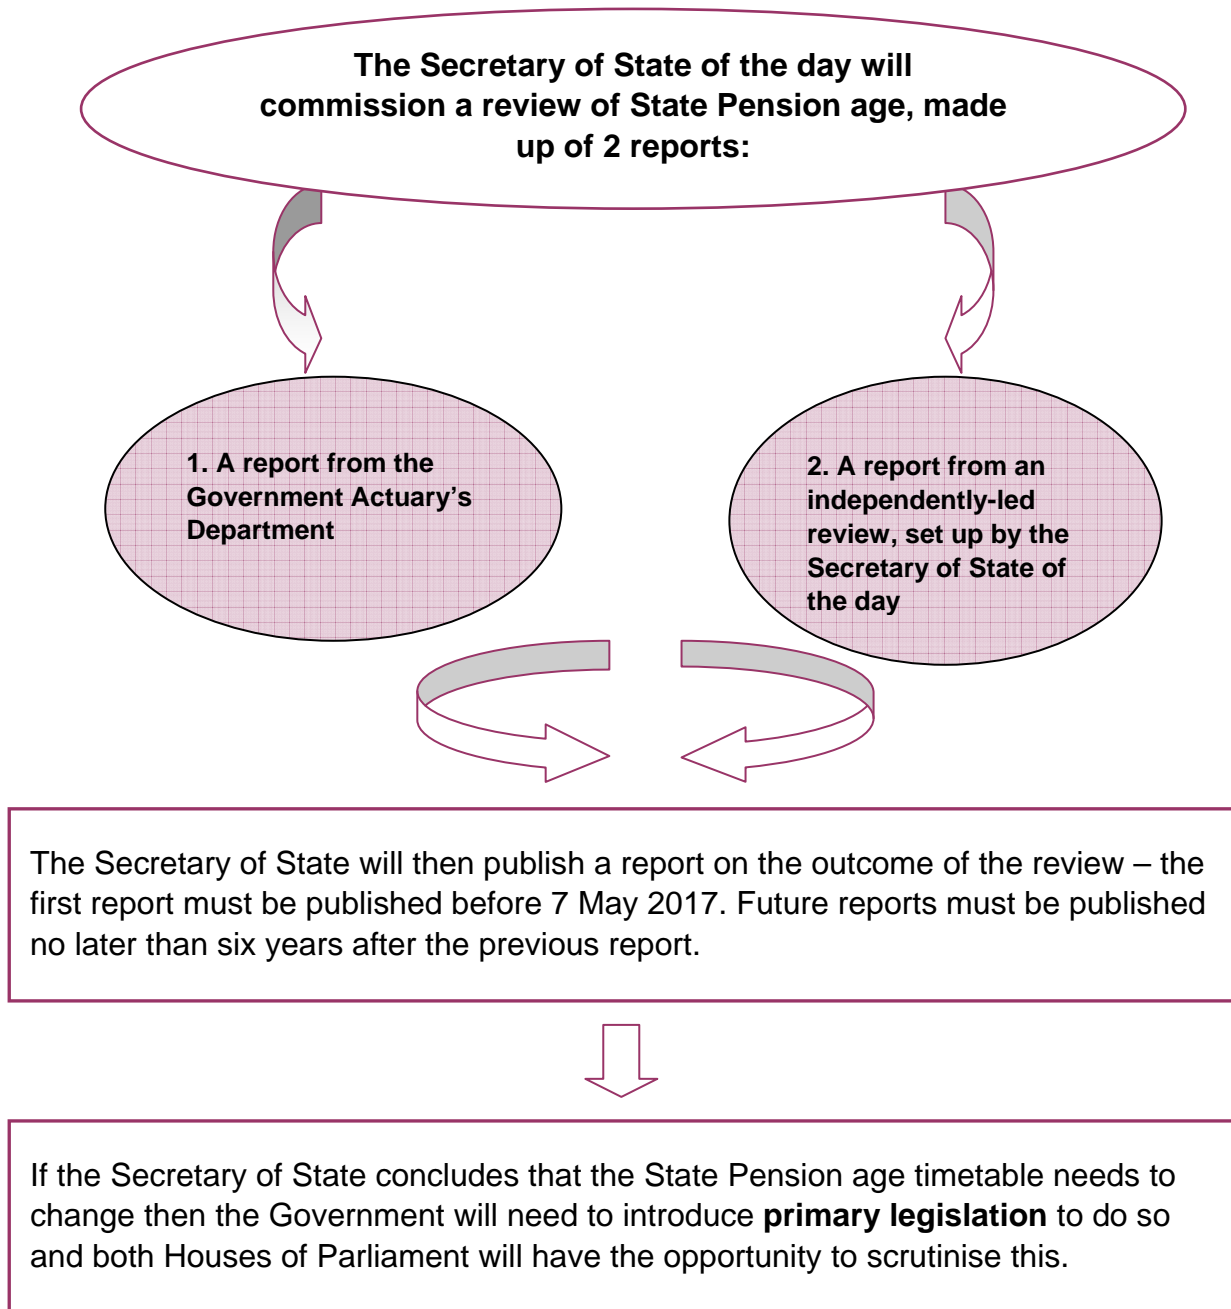 The Secretary of State of the day will
commission a review of State Pension age, made
up of 2 reports:
1. A report from the
Government Actuary’s
Department
2. A report from an
independently-led
review, set up by the
Secretary of State of
the day
The Secretary of State will then publish a report on the outcome of the review – the
first report must be published before 7 May 2017. Future reports must be published
no later than six years after the previous report.
If the Secretary of State concludes that the State Pension age timetable needs to
change then the Government will need to introduce primary legislation to do so
and both Houses of Parliament will have the opportunity to scrutinise this.